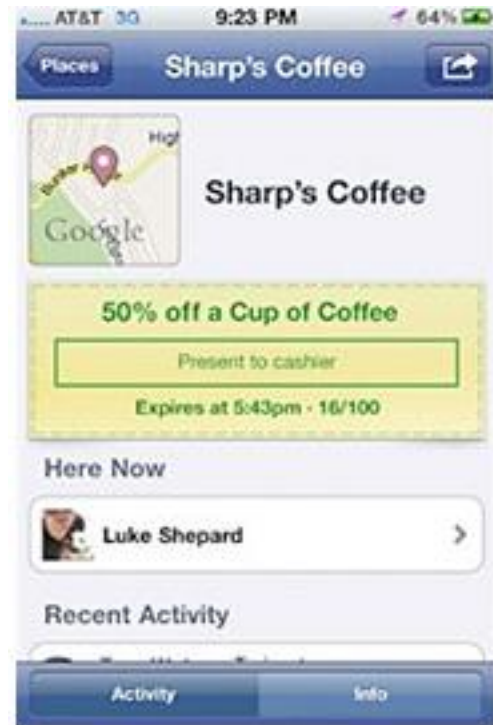 AT&T 3G 9:23 PM 64%
Places Sharp's Coffee
High
Bunker
Google
Sharp's Coffee
50% off a Cup of Coffee
Present to cashier
Expires at 5:43pm - 16/100
Here Now
Luke Shepard
Recent Activity
Activity Info